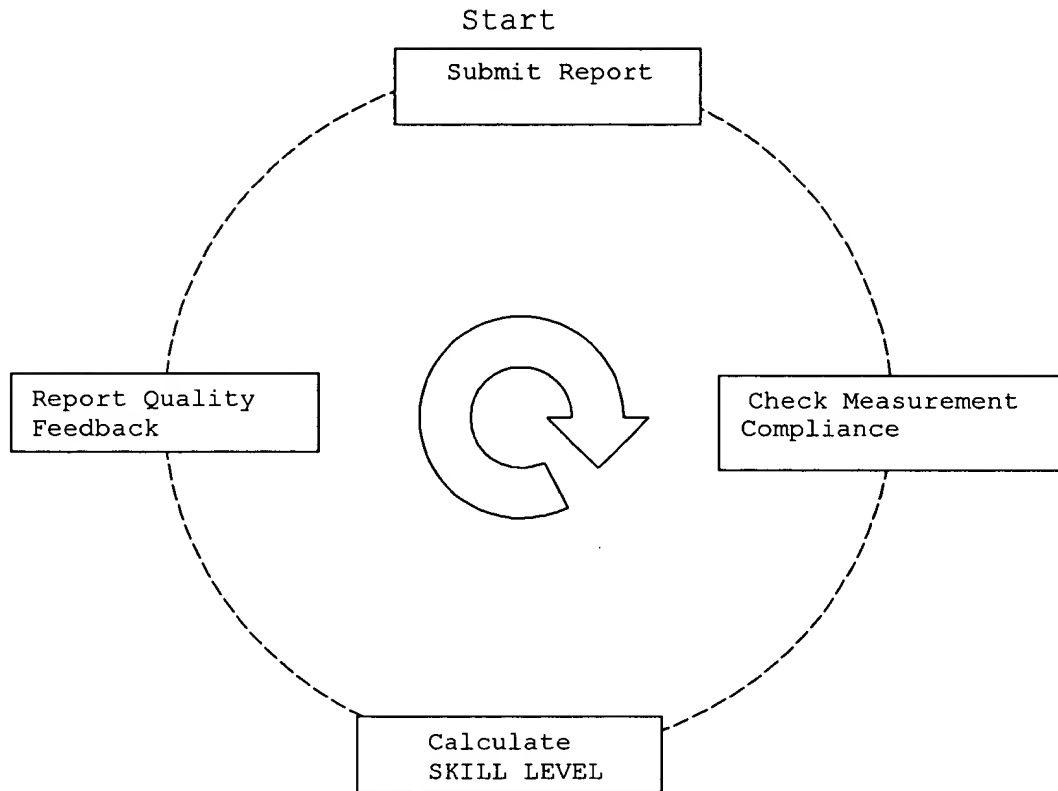 Start
Submit Report
Report Quality
Feedback
Check Measurement
Compliance
Calculate
SKILL LEVEL